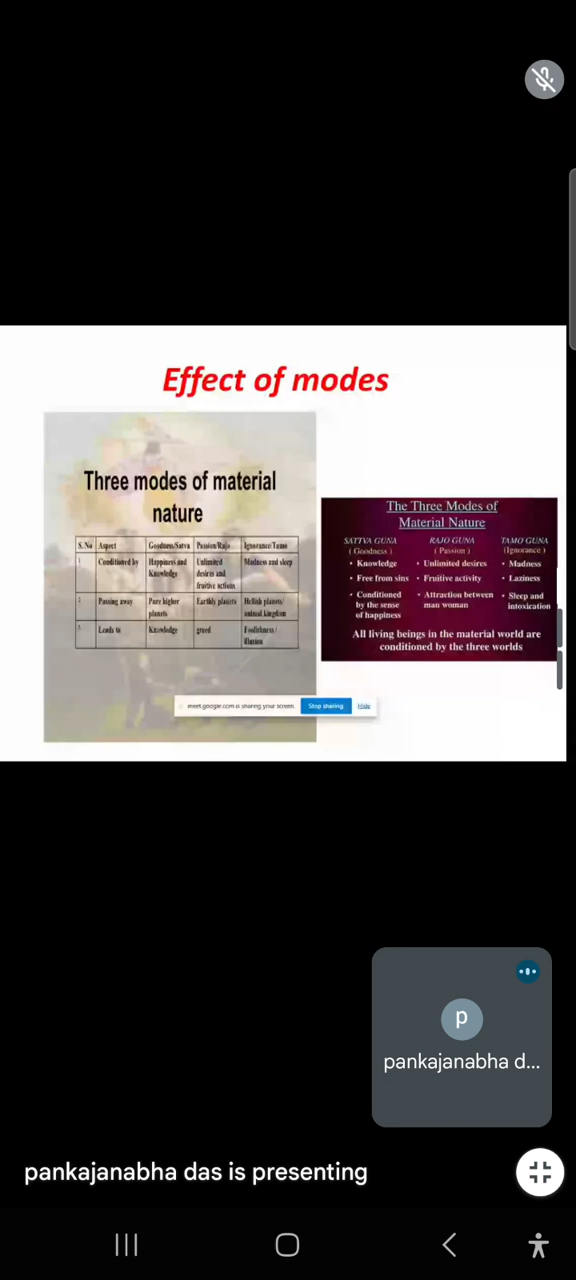 Effect of modes
Three modes of material
nature
S. No Aspect Goodness/Satva Passion/Rajo Ignorance/Tamo
1 Conditioned by Happiness and Knowledge Unlimited desires and fruitive actions Madness and sleep
2 Passing away Pure higher planets Earthly planets Hellish planets/ animal kingdom
3 Leads to Knowledge greed Foolishness / illusion
The Three Modes of
Material Nature
SATTVA GUNA RAJO GUNA TAMO GUNA
( Goodness ) ( Passion ) (Ignorance)
• Knowledge • Unlimited desires • Madness
• Free from sins • Fruitive activity • Laziness
• Conditioned by the sense of happiness • Attraction between man woman • Sleep and intoxication
All living beings in the material world are
conditioned by the three worlds
meet.google.com is sharing your screen. Stop sharing Hide
p
pankajanabha d...
pankajanabha das is presenting